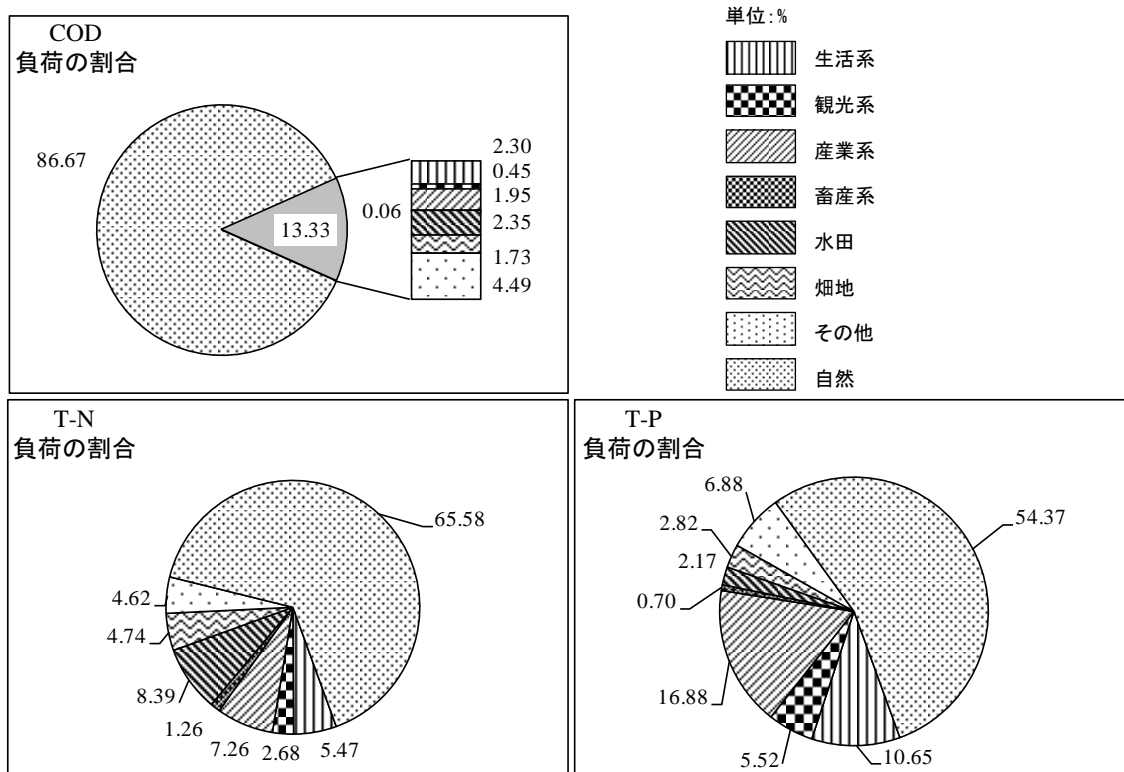 COD
負荷の割合
86.67
13.33
0.06
2.30
0.45
1.95
2.35
1.73
4.49
単位:%
生活系
観光系
産業系
畜産系
水田
畑地
その他
自然
T-N
負荷の割合
65.58
4.62
4.74
8.39
1.26
7.26
2.68
5.47
T-P
負荷の割合
6.88
54.37
2.82
2.17
0.70
16.88
5.52
10.65